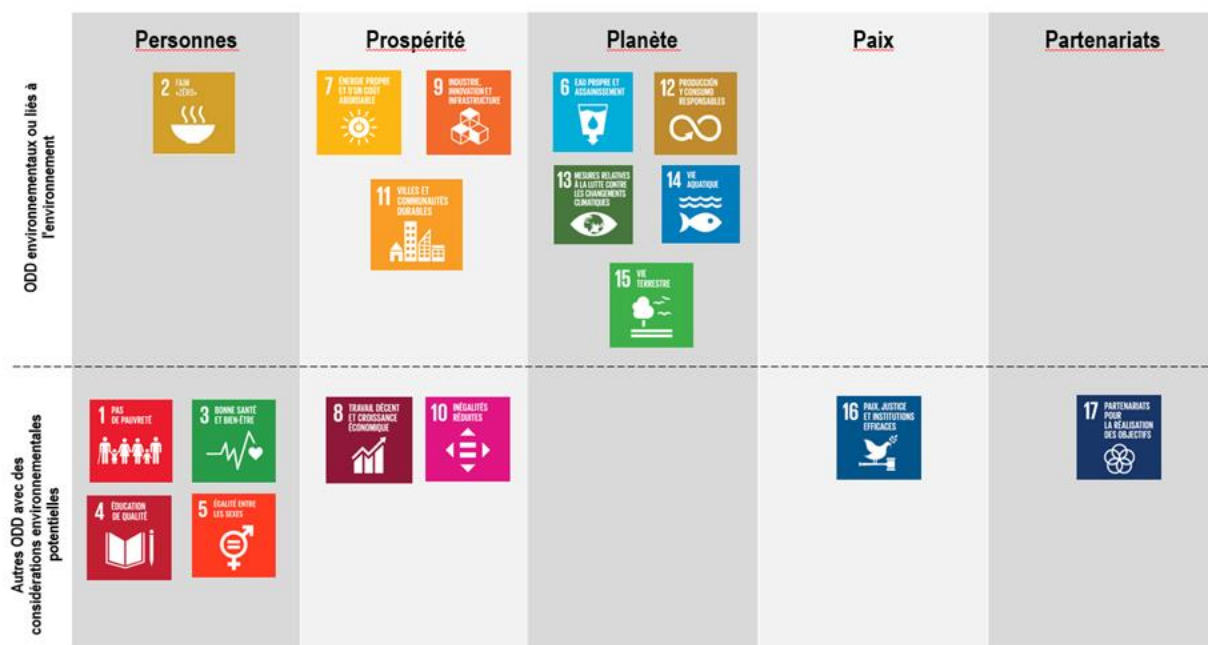 Personnes
Prospérité
Planète
Paix
Partenariats
ODD environnementaux ou liés à
l'environnement
2 FAIM
«ZÉRO»
7 ÉNERGIE PROPRE
ET D'UN COÛT
ABORDABLE
9 INDUSTRIE,
INNOVATION ET
INFRASTRUCTURE
11 VILLES ET
COMMUNAUTÉS
DURABLES
6 EAU PROPRE ET
ASSAINISSEMENT
12 PRODUCCIÓN
Y CONSUMO
RESPONSABLES
13 MESURES RELATIVES
À LA LUTTE CONTRE
LES CHANGEMENTS
CLIMATIQUES
14 VIE
AQUATIQUE
15 VIE
TERRESTRE
Autres ODD avec des
considérations environnementales
potentielles
1 PAS
DE PAUVRETÉ
3 BONNE SANTÉ
ET BIEN-ÊTRE
4 ÉDUCATION
DE QUALITÉ
5 ÉGALITÉ ENTRE
LES SEXES
8 TRAVAIL DÉCENT
ET CROISSANCE
ÉCONOMIQUE
10 INÉGALITÉS
RÉDUITES
16 PAIX, JUSTICE
ET INSTITUTIONS
EFFICACES
17 PARTENARIATS
POUR
LA RÉALISATION
DES OBJECTIFS